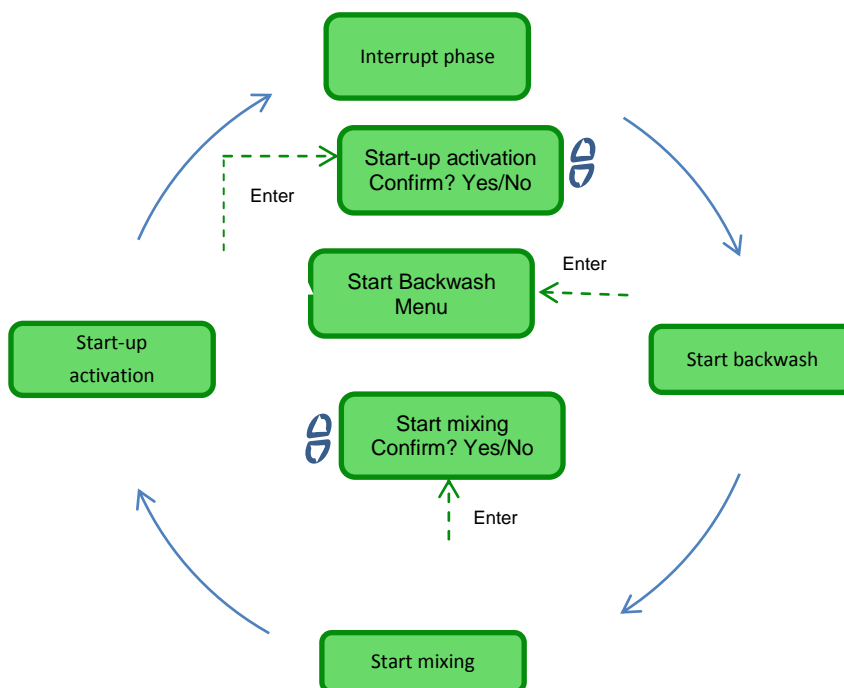 Interrupt phase
Start-up activation
Confirm? Yes/No
Enter
Enter
Start Backwash
Menu
Start-up
activation
Start backwash
Start mixing
Confirm? Yes/No
Enter
Start mixing